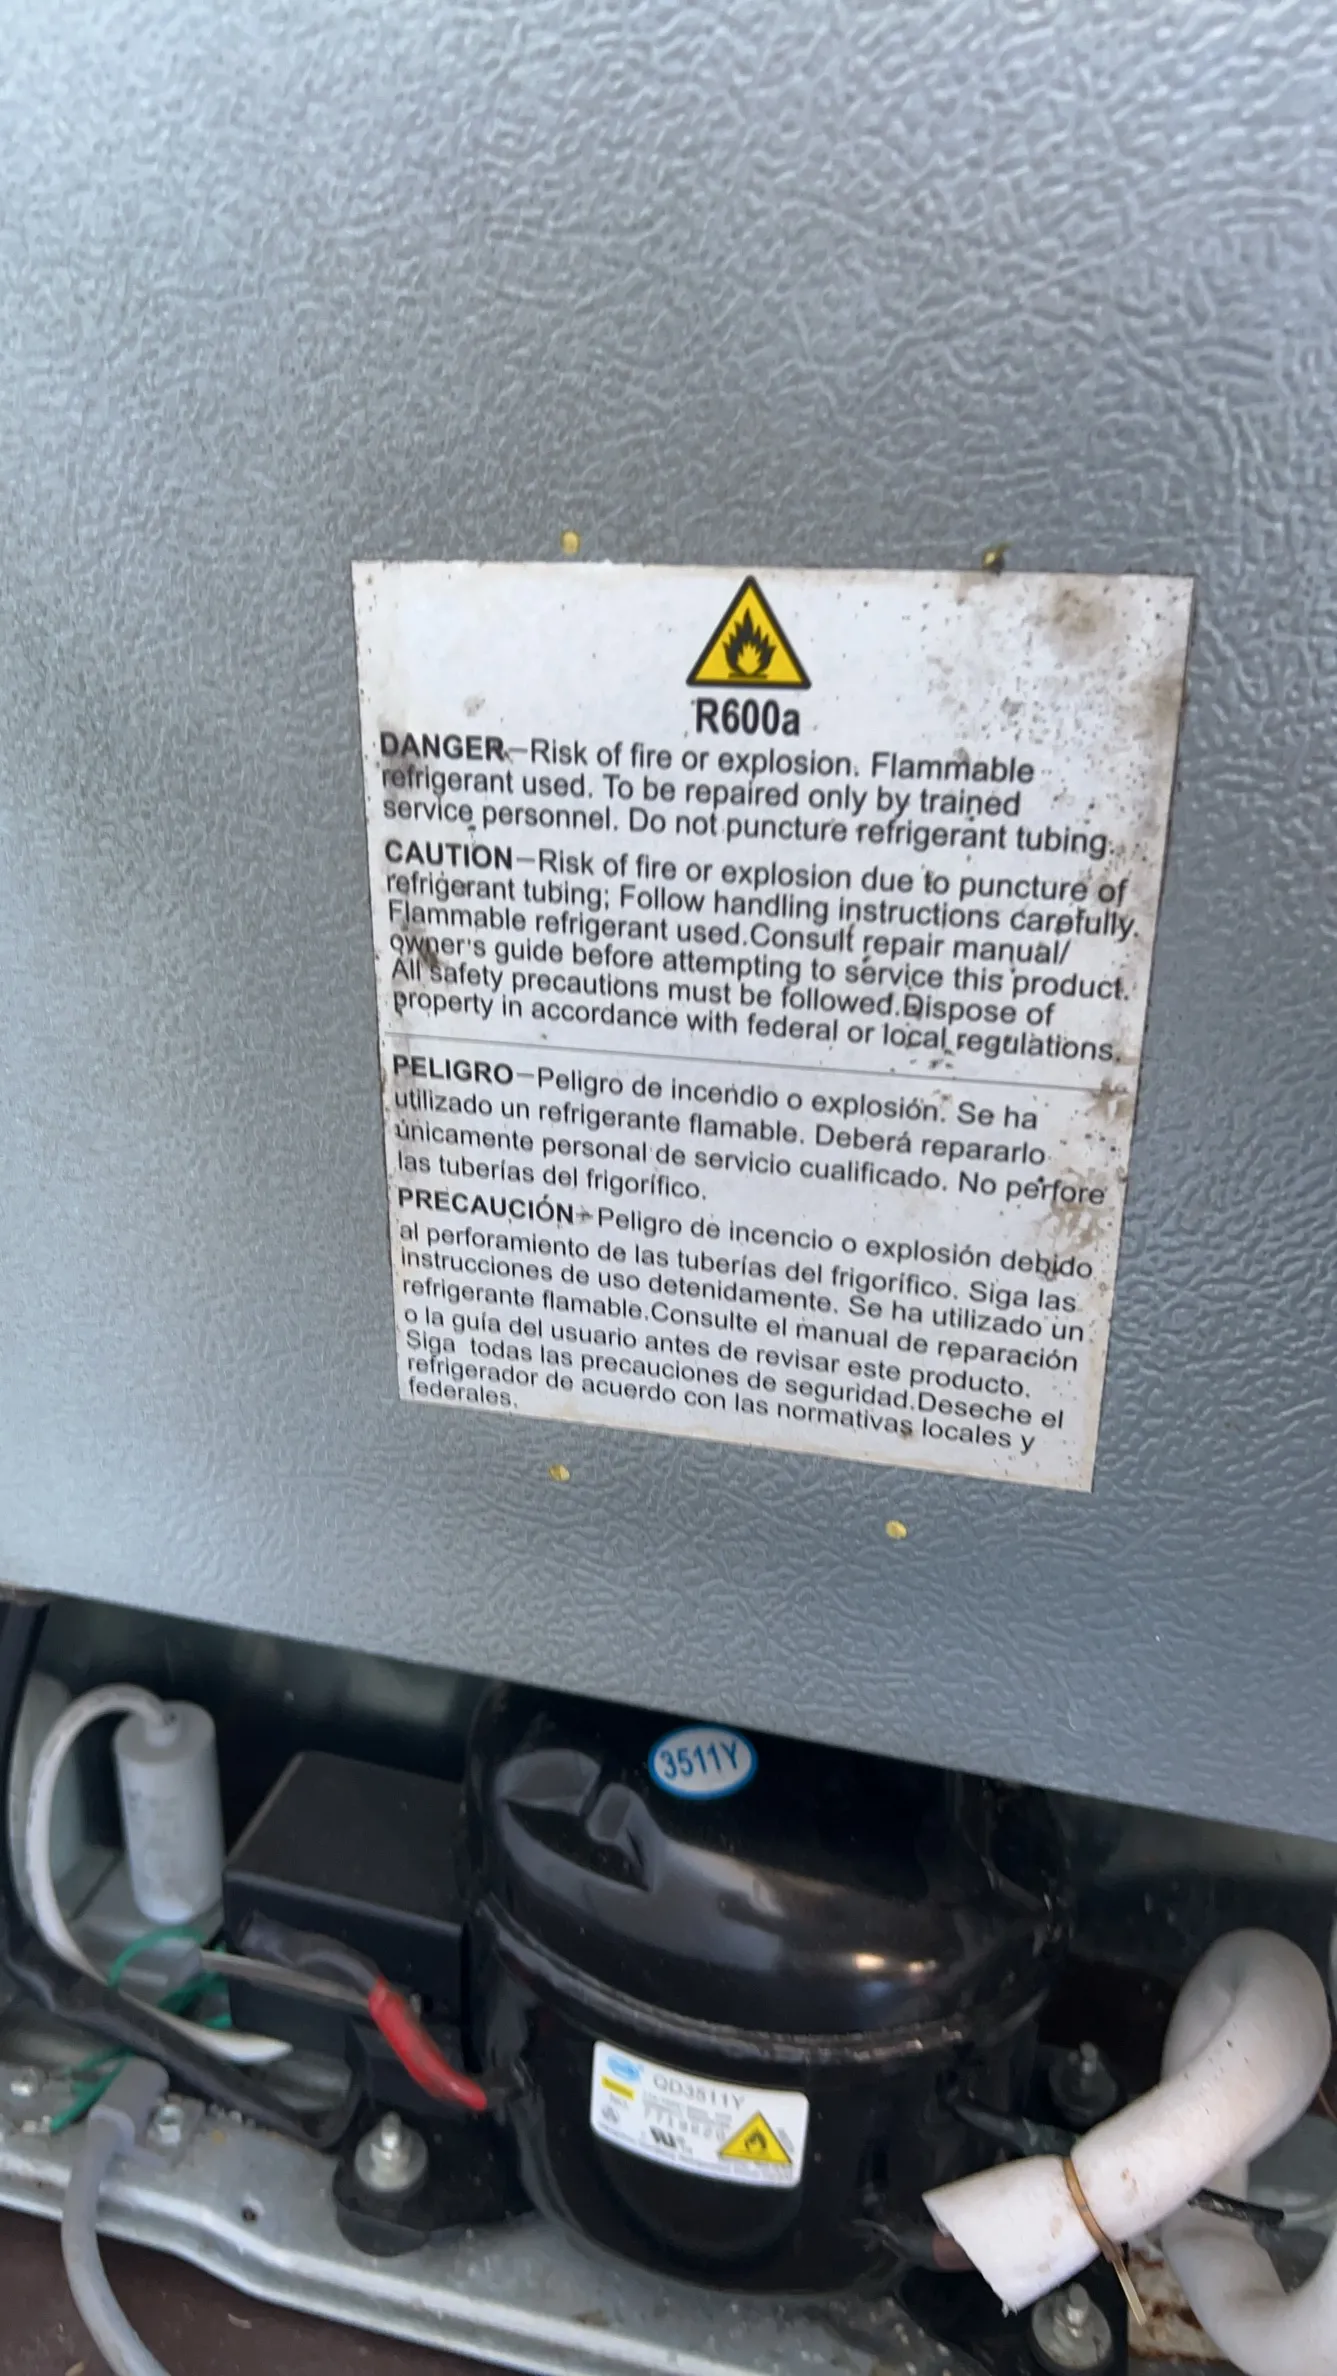 R600a
DANGER–Risk of fire or explosion. Flammable
refrigerant used. To be repaired only by trained
service personnel. Do not puncture refrigerant tubing.
CAUTION–Risk of fire or explosion due to puncture of
refrigerant tubing; Follow handling instructions carefully.
Flammable refrigerant used.Consult repair manual/
owner's guide before attempting to service this product.
All safety precautions must be followed.Dispose of
property in accordance with federal or local regulations.
PELIGRO–Peligro de incendio o explosión. Se ha
utilizado un refrigerante flamable. Deberá repararlo
únicamente personal de servicio cualificado. No perfore
las tuberías del frigorífico.
PRECAUCIÓN–Peligro de incencio o explosión debido
al perforamiento de las tuberías del frigorífico. Siga las
instrucciones de uso detenidamente. Se ha utilizado un
refrigerante flamable.Consulte el manual de reparación
o la guía del usuario antes de revisar este producto.
Siga todas las precauciones de seguridad.Deseche el
refrigerador de acuerdo con las normativas locales y
federales.
3511Y
QD3511Y